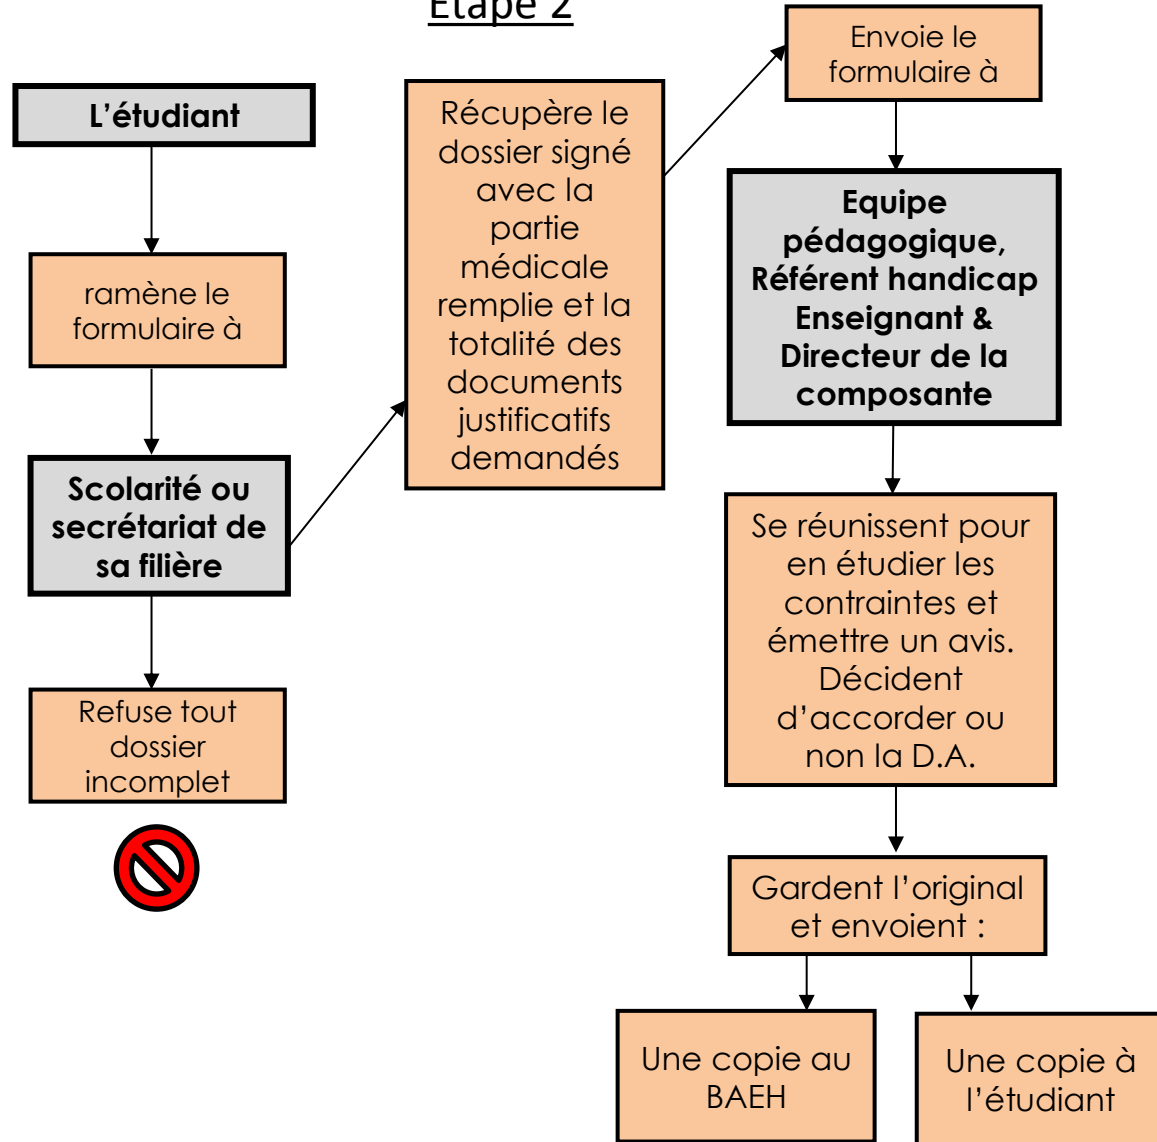 Etape 2
L'étudiant
ramène le
formulaire à
Scolarité ou
secrétariat de
sa filière
Refuse tout
dossier
incomplet
Récupère le
dossier signé
avec la
partie
médicale
remplie et la
totalité des
documents
justificatifs
demandés
Envoie le
formulaire à
Equipe
pédagogique,
Référent handicap
Enseignant &
Directeur de la
composante
Se réunissent pour
en étudier les
contraintes et
émettre un avis.
Décident
d'accorder ou
non la D.A.
Gardent l'original
et envoient :
Une copie au
BAEH
Une copie à
l'étudiant